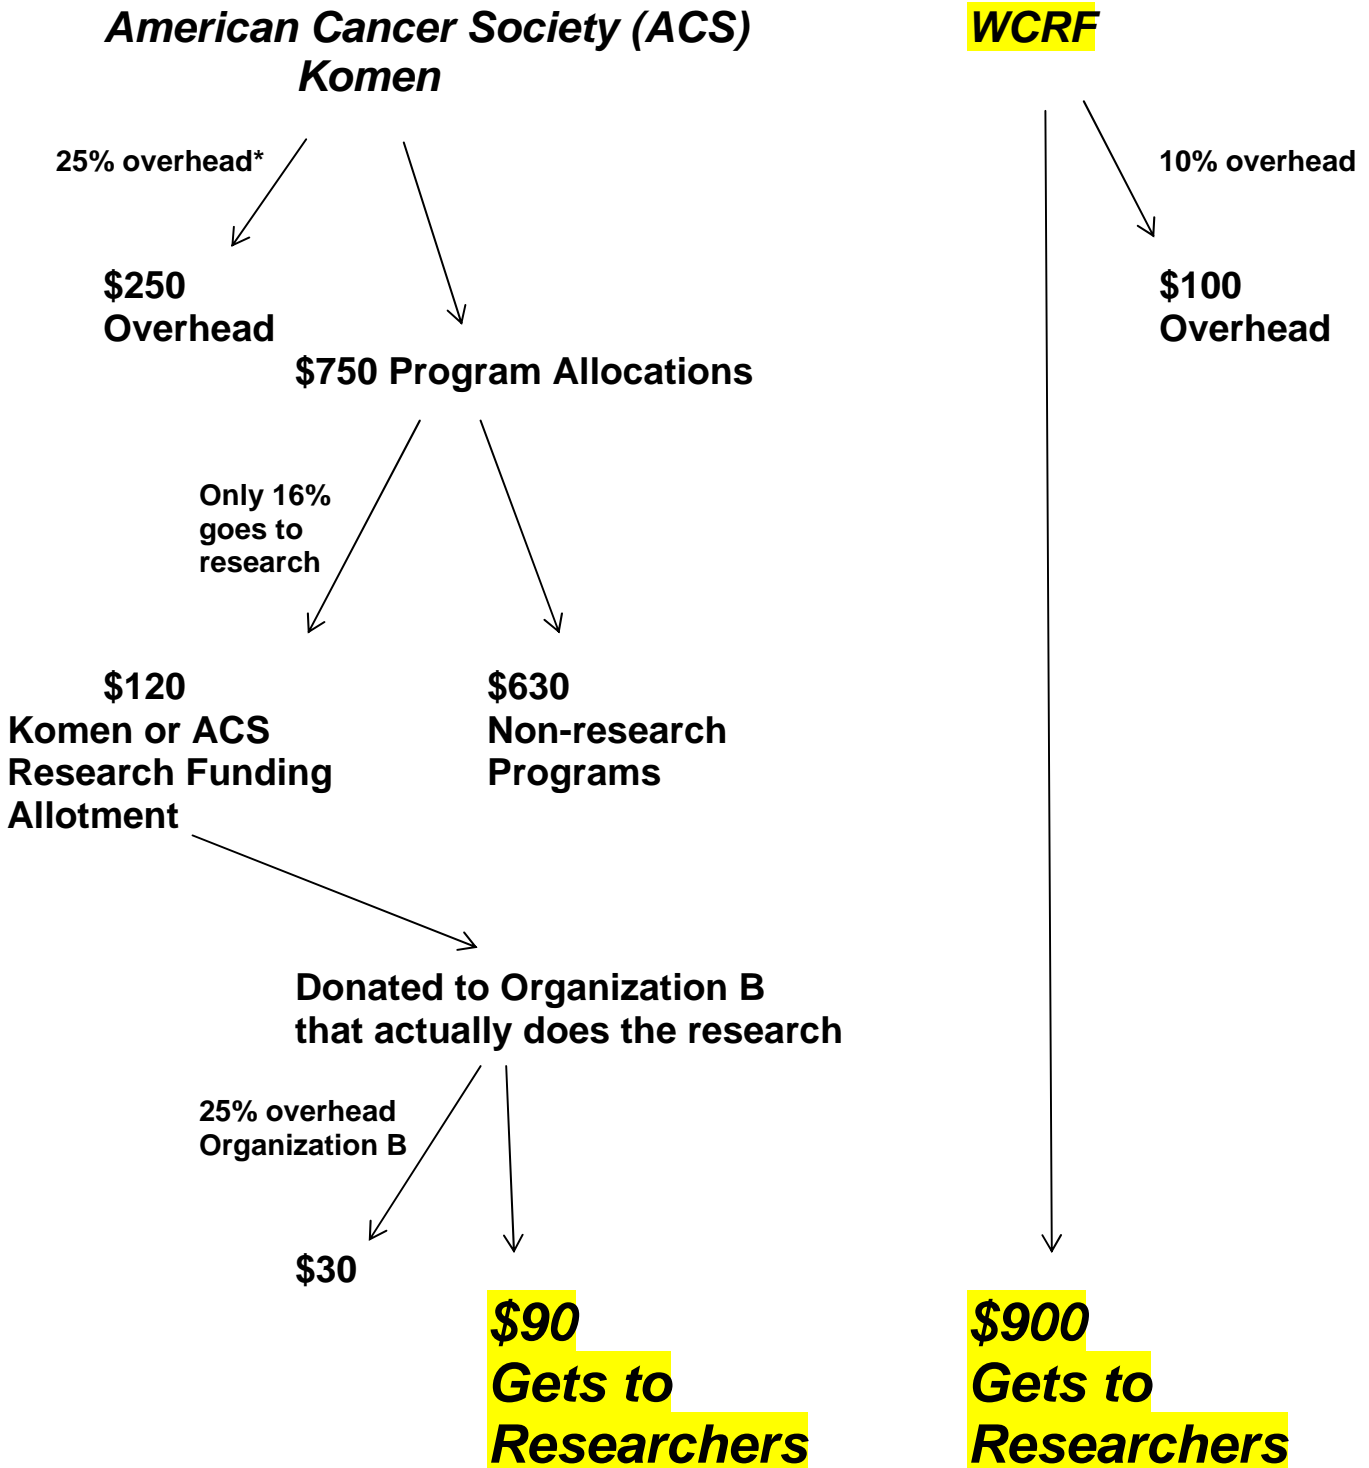 American Cancer Society (ACS)
Komen
WCRF
25% overhead*
10% overhead
$250
Overhead
$100
Overhead
$750 Program Allocations
Only 16%
goes to
research
$120
Komen or ACS
Research Funding
Allotment
$630
Non-research
Programs
Donated to Organization B
that actually does the research
25% overhead
Organization B
$30
$90
Gets to
Researchers
$900
Gets to
Researchers